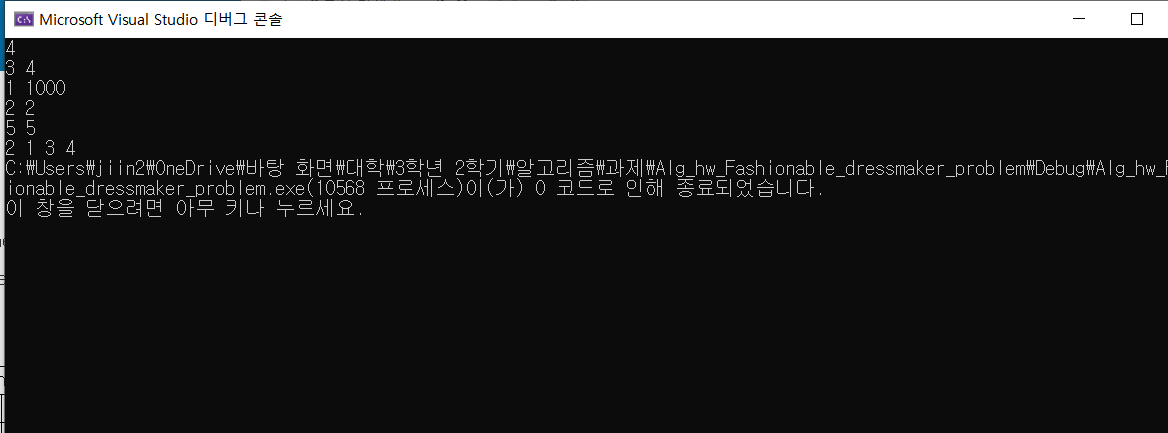 Microsoft Visual Studio 디버그 콘솔
4
3 4
1 1000
2 2
5 5
2 1 3 4
C:\Users\jiin2\OneDrive\바탕 화면\대학\3학년 2학기\알고리즘\과제\Alg_hw_Fashionable_dressmaker_problem\Debug\Alg_hw_F
ionable_dressmaker_problem.exe(10568 프로세스)이(가) 0 코드로 인해 종료되었습니다.
이 창을 닫으려면 아무 키나 누르세요.